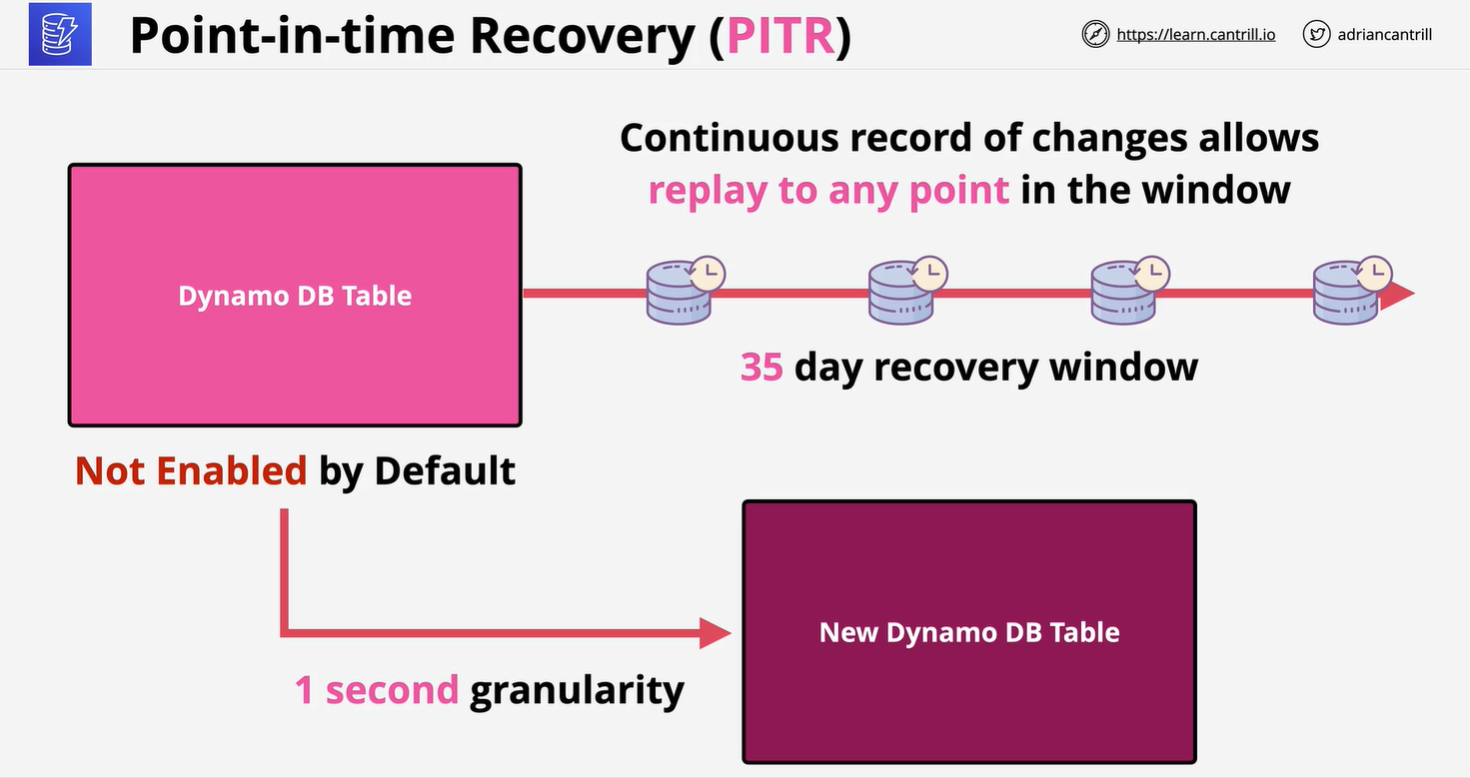 Point-in-time Recovery (PITR)
https://learn.cantrill.io
adriancantrill
Continuous record of changes allows
replay to any point in the window
Dynamo DB Table
35 day recovery window
Not Enabled by Default
New Dynamo DB Table
1 second granularity